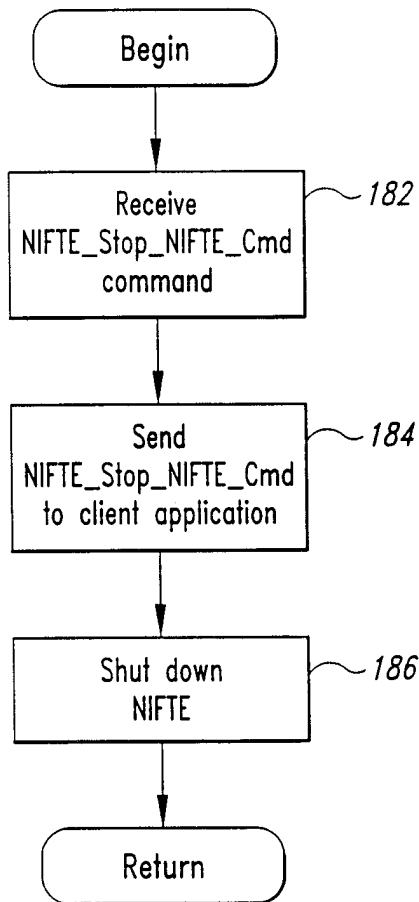 Begin
Receive
NIFTE_Stop_NIFTE_Cmd
command
182
Send
NIFTE_Stop_NIFTE_Cmd
to client application
184
Shut down
NIFTE
186
Return